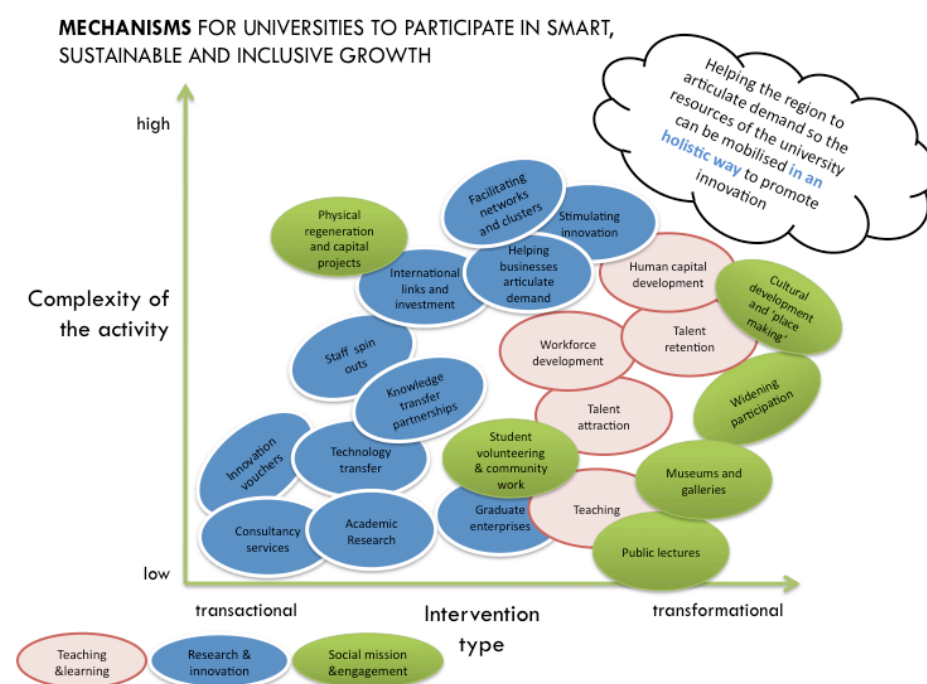 MECHANISMS FOR UNIVERSITIES TO PARTICIPATE IN SMART,
SUSTAINABLE AND INCLUSIVE GROWTH
Helping the region to
articulate demand so the
resources of the university
can be mobilised in an
holistic way to promote
innovation
high
Complexity of
the activity
low
Facilitating
networks
and clusters
Stimulating
innovation
Physical
regeneration
and capital
projects
International
links and
investment
Helping
businesses
articulate
demand
Human capital
development
Cultural
development
and 'place
making'
Staff spin
outs
Workforce
development
Talent
retention
Knowledge
transfer
partnerships
Talent
attraction
Widening
participation
Innovation
vouchers
Technology
transfer
Student
volunteering
& community
work
Museums and
galleries
Consultancy
services
Academic
Research
Graduate
enterprises
Teaching
Public lectures
transactional
Intervention
type
transformational
Teaching
&learning
Research &
innovation
Social mission
&engagement